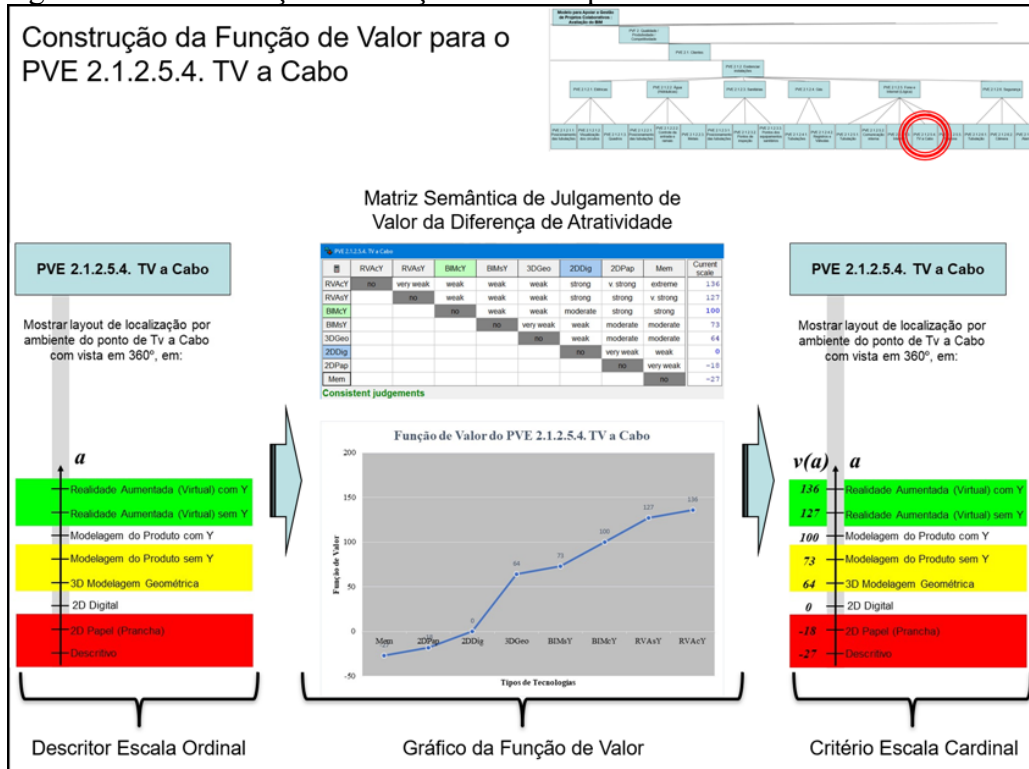 Construção da Função de Valor para o
PVE 2.1.2.5.4. TV a Cabo
Modelo para Apoiar a Gestão
de Projetos Colaborativos -
Avaliação do BIM
Matriz Semântica de Julgamento de
Valor da Diferença de Atratividade
PVE 2.1.2.5.4. TV a Cabo
Mostrar layout de localização por
ambiente do ponto de Tv a Cabo
com vista em 360º, em:
a
Realidade Aumentada (Virtual) com Y
Realidade Aumentada (Virtual) sem Y
Modelagem do Produto com Y
Modelagem do Produto sem Y
3D Modelagem Geométrica
2D Digital
2D Papel (Prancha)
Descritivo
Descritor Escala Ordinal
PVE 2.1.2.5.4. TV a Cabo
RVAcY RVAsY BIMcY BIMsY 3DGeo 2DDig 2DPap Mem Current scale
RVAcY no very weak weak weak weak strong v. strong extreme 136
RVAsY no weak weak weak strong strong v. strong 127
BIMcY no weak weak moderate strong strong 100
BIMsY no very weak weak moderate moderate 73
3DGeo no weak moderate moderate 64
2DDig no very weak weak 0
2DPap no very weak -18
Mem no -27
Consistent judgements
Função de Valor do PVE 2.1.2.5.4. TV a Cabo
Função de Valor
200
150
100
50
0
-50
-27 -18 0 64 73 100 127 136
Mem 2DPap 2DDig 3DGeo BIMsY BIMcY RVAsY RVAcY
Tipos de Tecnologias
Gráfico da Função de Valor
PVE 2.1.2.5.4. TV a Cabo
Mostrar layout de localização por
ambiente do ponto de Tv a Cabo
com vista em 360º, em:
v(a) a
136 Realidade Aumentada (Virtual) com Y
127 Realidade Aumentada (Virtual) sem Y
100 Modelagem do Produto com Y
73 Modelagem do Produto sem Y
64 3D Modelagem Geométrica
0 2D Digital
-18 2D Papel (Prancha)
-27 Descritivo
Critério Escala Cardinal